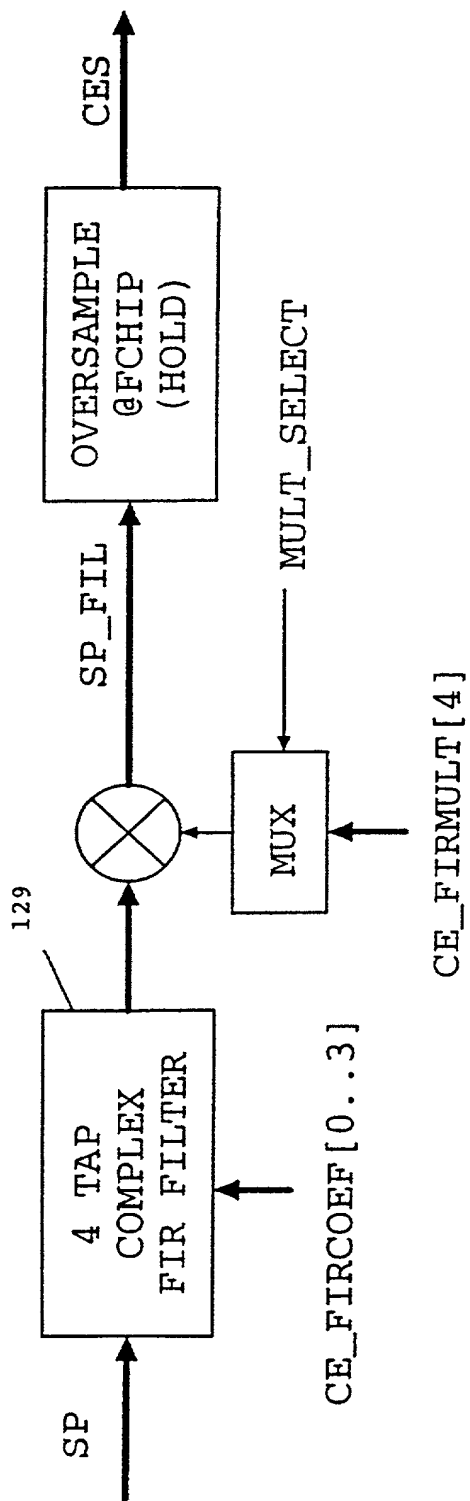 SP
129
4 TAP
COMPLEX
FIR FILTER
CE_FIRCOEF[0..3]
SP_FIL
MUX
MULT_SELECT
CE_FIRMULT[4]
OVERSAMPLE
@FCHIP
(HOLD)
CES